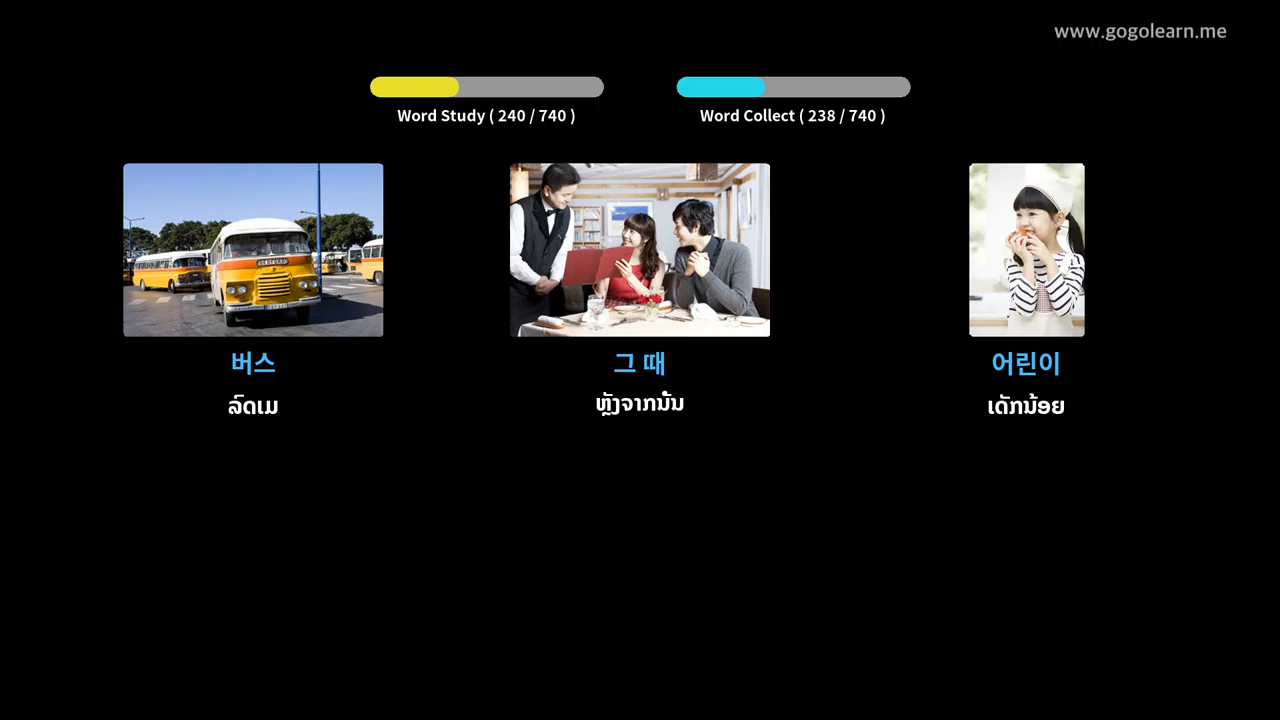 www.gogolearn.me
Word Study ( 240 / 740 )
Word Collect ( 238 / 740 )
버스
그 때
어린이
ລົດເມ
ຫຼັງຈາກນັ້ນ
ເດັກນ້ອຍ